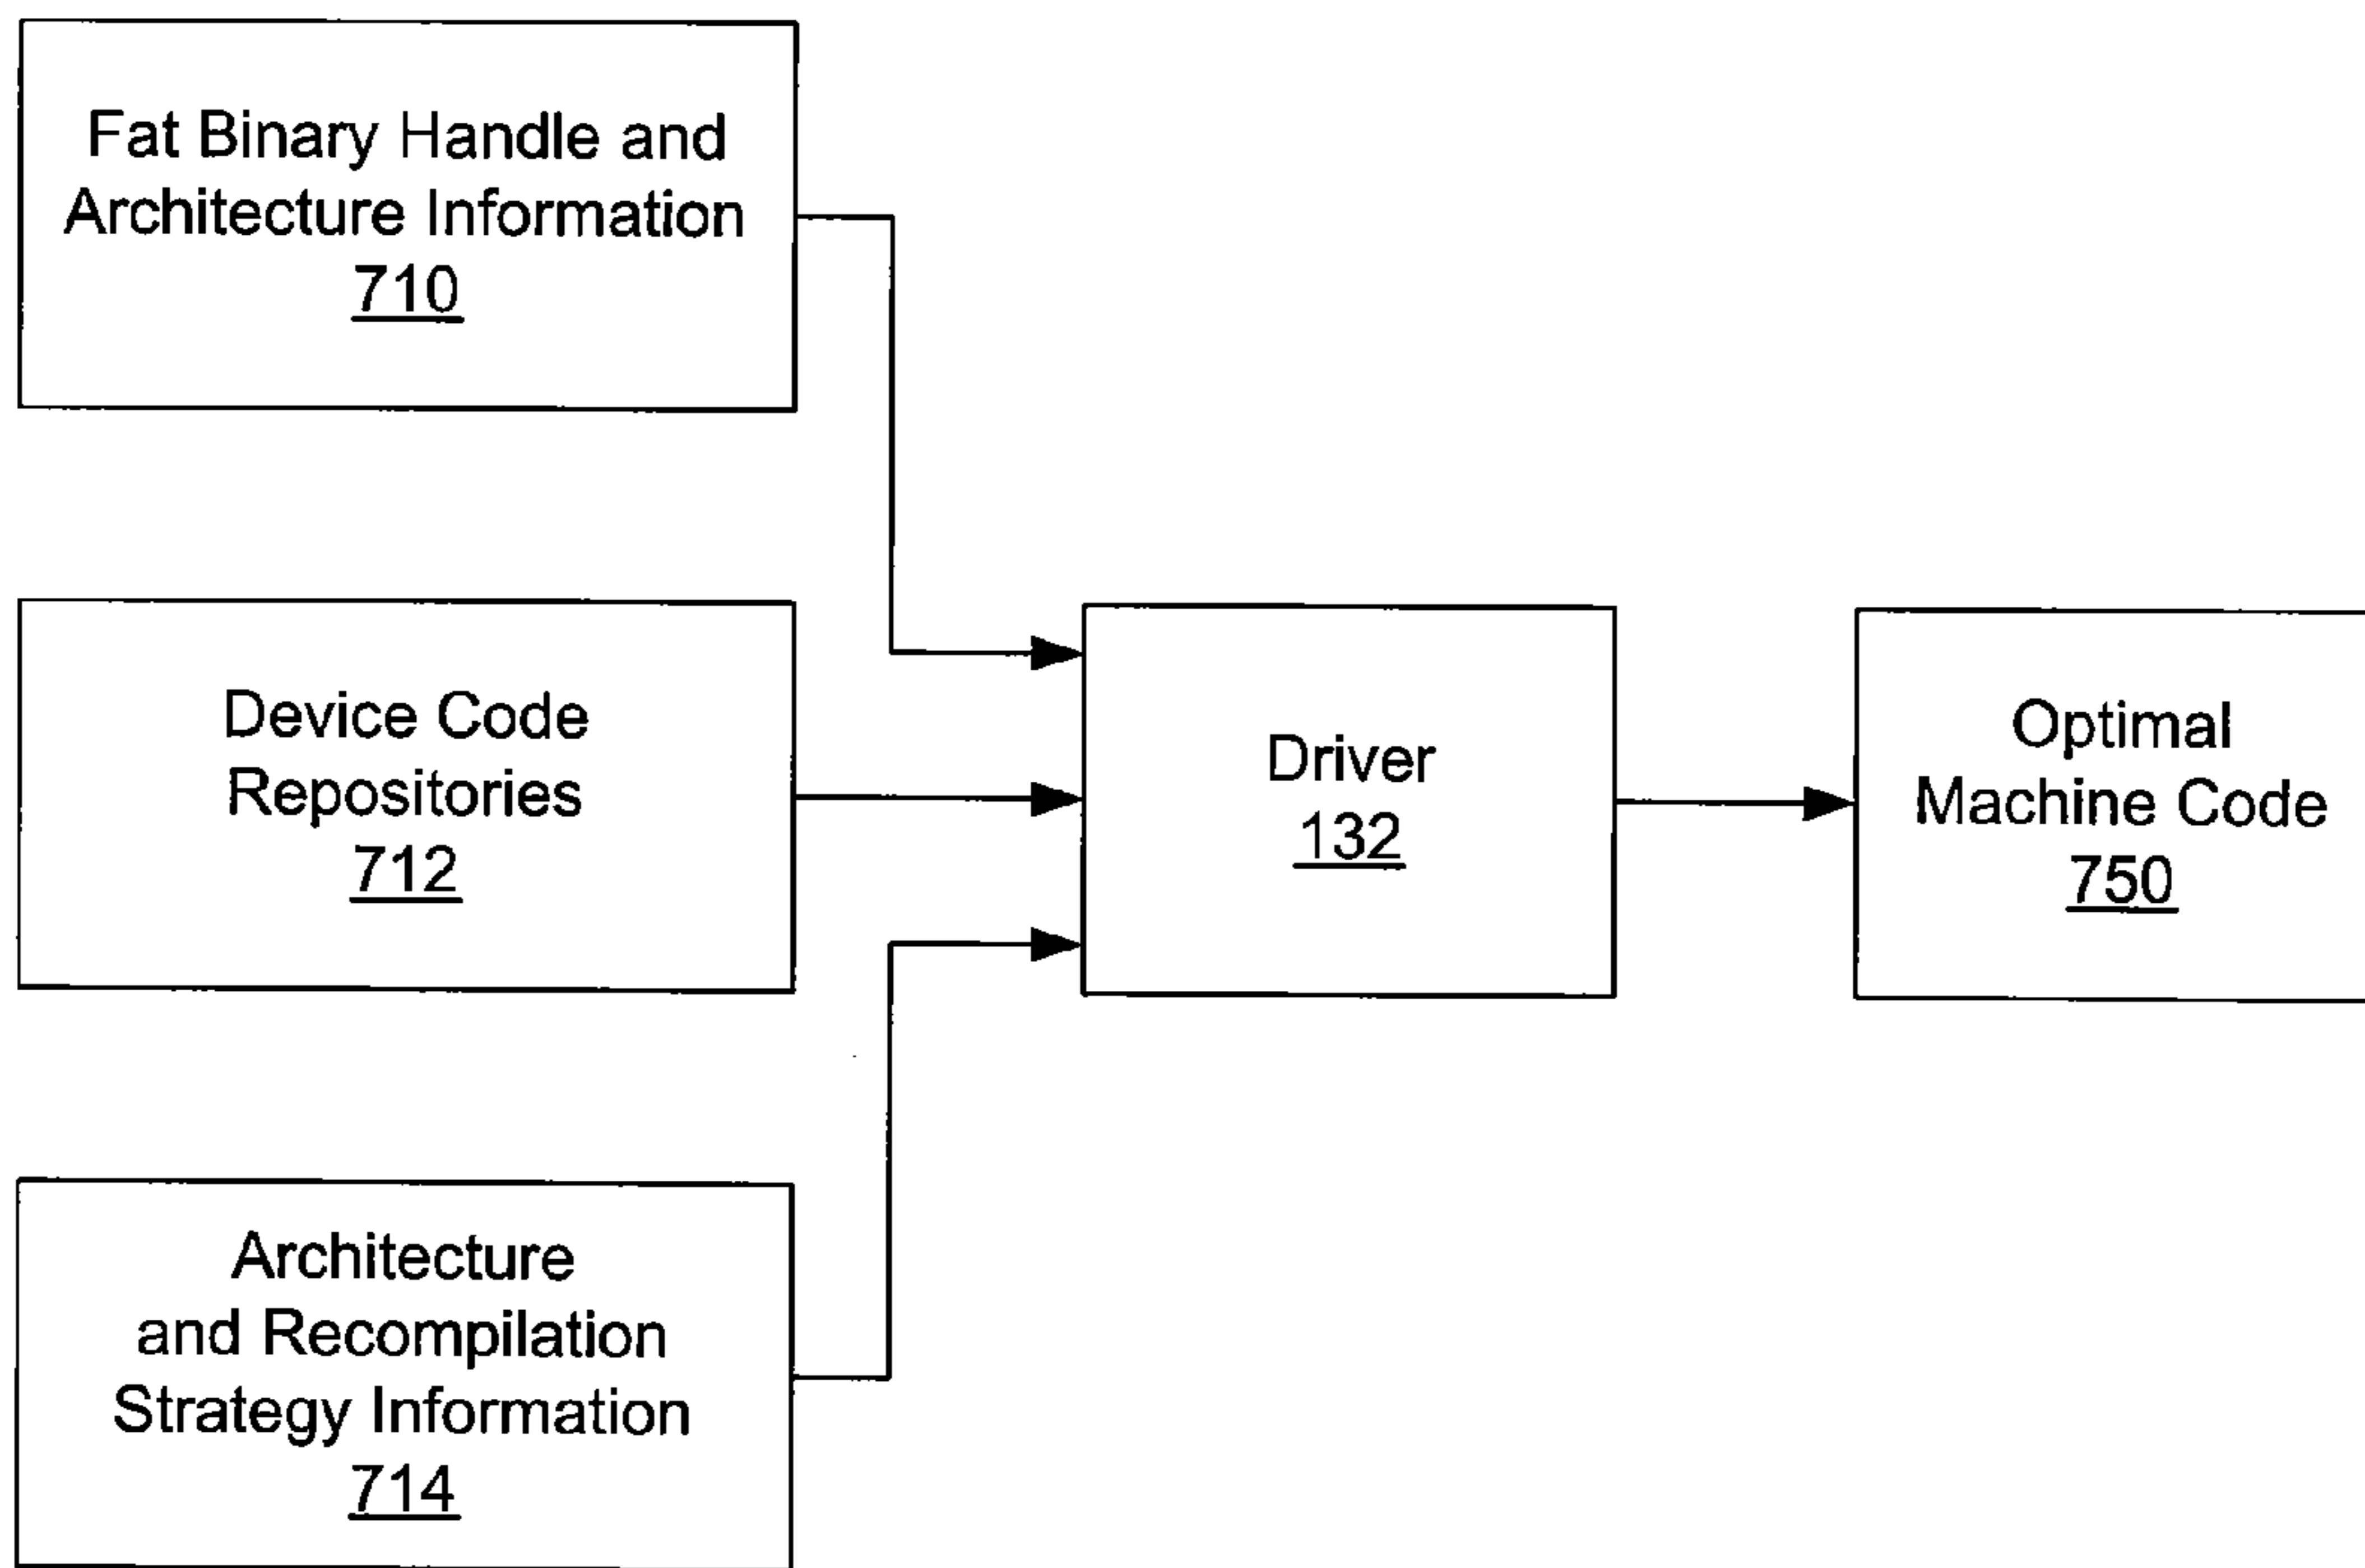 Fat Binary Handle and
Architecture Information
710
Device Code
Repositories
712
Architecture
and Recompilation
Strategy Information
714
Driver
132
Optimal
Machine Code
750